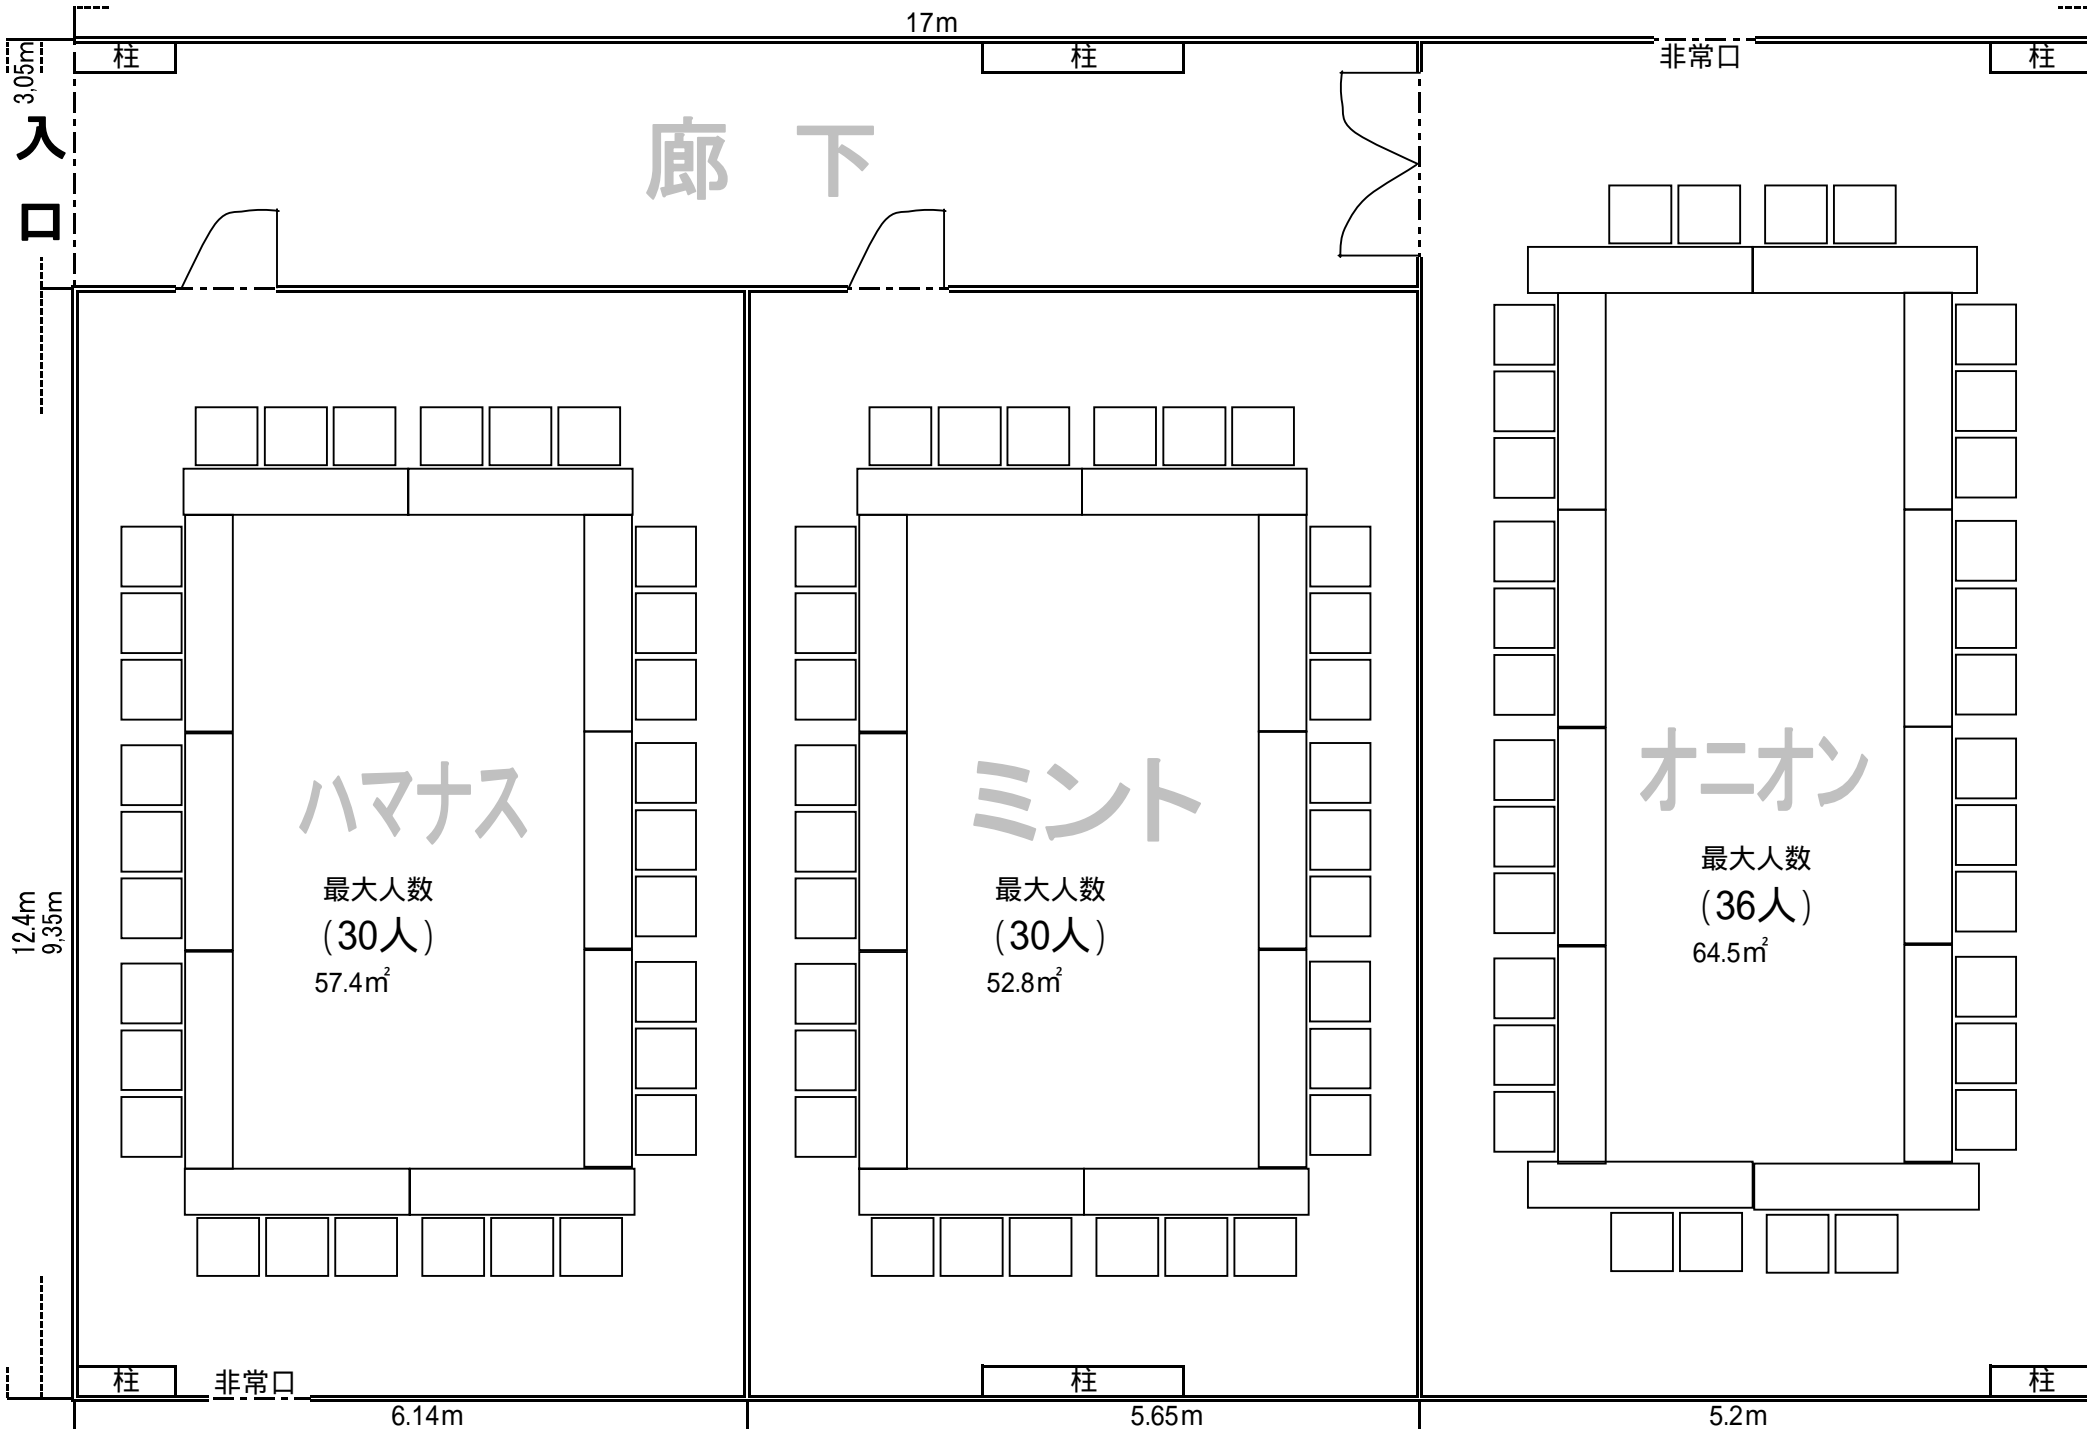 17m
柱
柱
非常口
柱
3,05m
入口
廊下
ハマナス
最大人数
(30人)
57.4㎡
ミント
最大人数
(30人)
52.8㎡
オニオン
最大人数
(36人)
64.5㎡
12.4m
9,35m
柱
非常口
柱
柱
6.14m
5.65m
5.2m